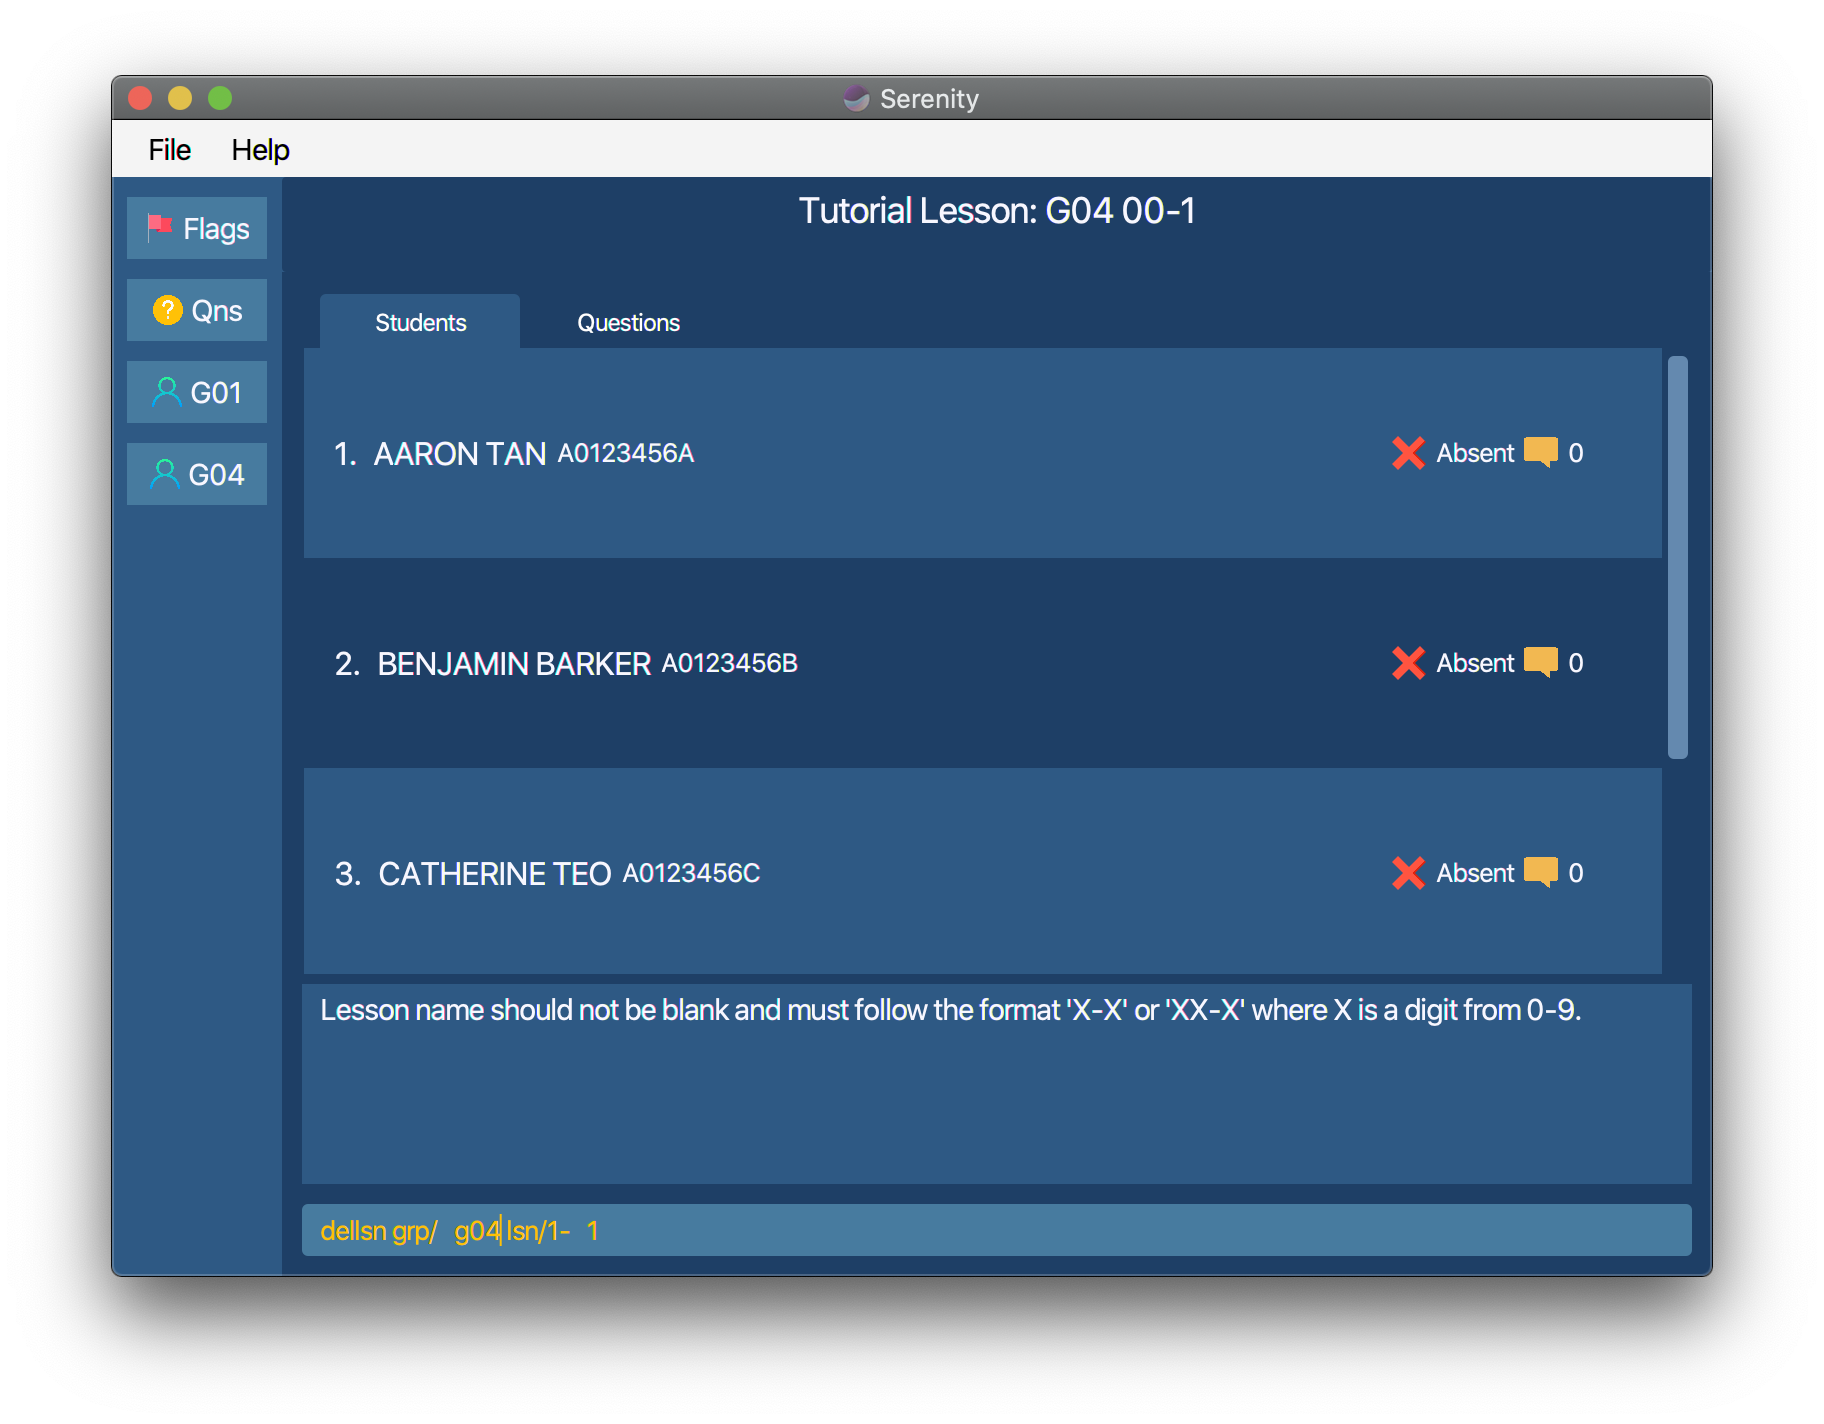 Serenity
File Help
Flags
Qns
G01
G04
Tutorial Lesson: G04 00-1
Students Questions
1. AARON TAN A0123456A Absent 0
2. BENJAMIN BARKER A0123456B Absent 0
3. CATHERINE TEO A0123456C Absent 0
Lesson name should not be blank and must follow the format 'X-X' or 'XX-X' where X is a digit from 0-9.
dellsn grp/   g04 lsn/1-  1